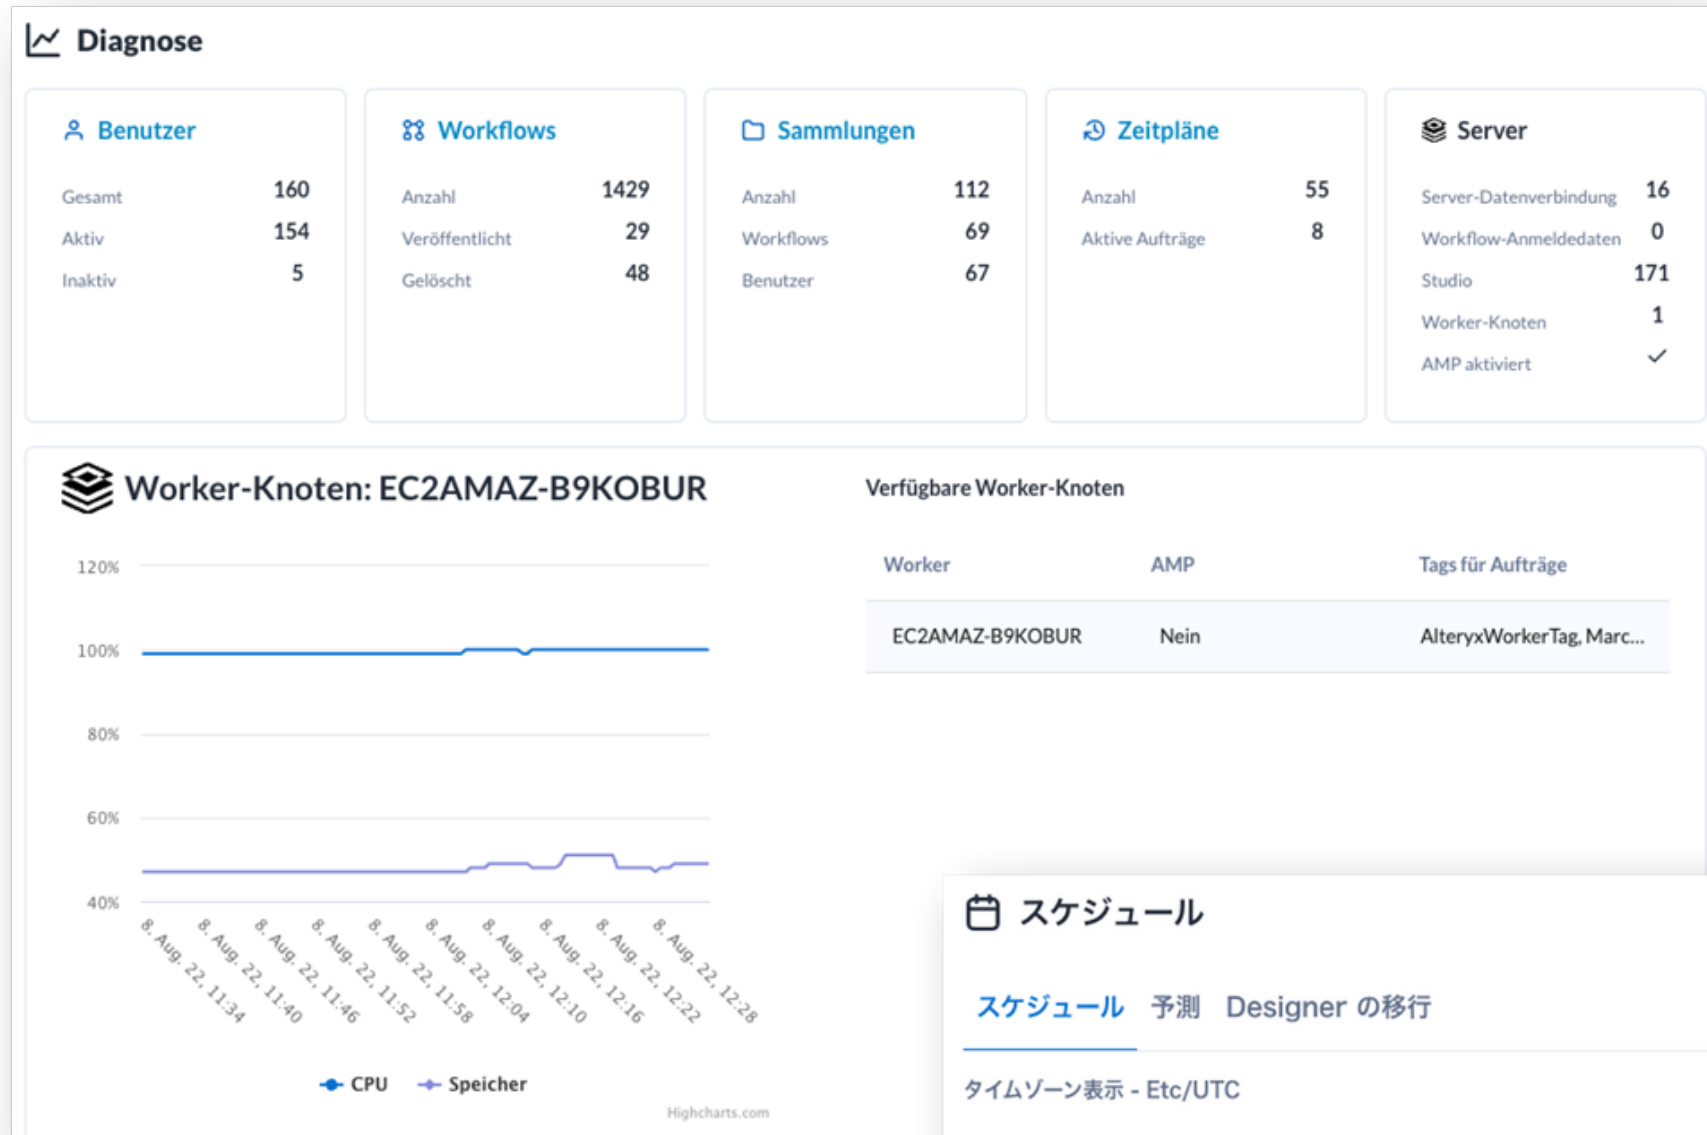 Diagnose
Benutzer
Gesamt 160
Aktiv 154
Inaktiv 5
Workflows
Anzahl 1429
Veröffentlicht 29
Gelöscht 48
Sammlungen
Anzahl 112
Workflows 69
Benutzer 67
Zeitpläne
Anzahl 55
Aktive Aufträge 8
Server
Server-Datenverbindung 16
Workflow-Anmeldedaten 0
Studio 171
Worker-Knoten 1
AMP aktiviert
Worker-Knoten: EC2AMAZ-B9KOBUR
120%
100%
80%
60%
40%
8. Aug. 22, 11:34
8. Aug. 22, 11:40
8. Aug. 22, 11:46
8. Aug. 22, 11:52
8. Aug. 22, 11:58
8. Aug. 22, 12:04
8. Aug. 22, 12:10
8. Aug. 22, 12:16
8. Aug. 22, 12:22
8. Aug. 22, 12:28
CPU Speicher
Highcharts.com
Verfügbare Worker-Knoten
Worker AMP Tags für Aufträge
EC2AMAZ-B9KOBUR Nein AlteryxWorkerTag, Marc...
スケジュール
スケジュール 予測 Designer の移行
タイムゾーン表示 - Etc/UTC